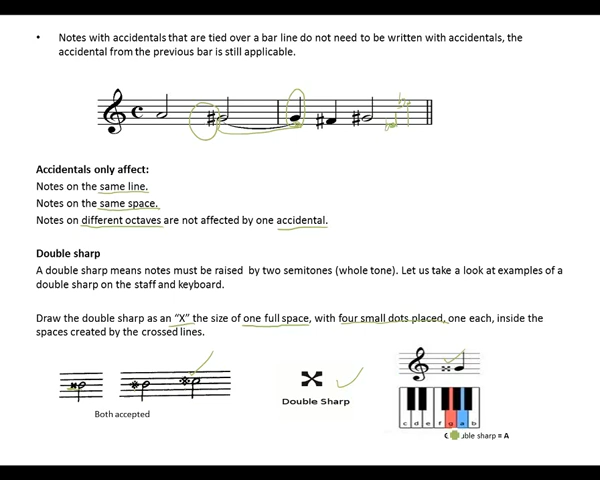 • Notes with accidentals that are tied over a bar line do not need to be written with accidentals, the
accidental from the previous bar is still applicable.
Accidentals only affect:
Notes on the same line.
Notes on the same space.
Notes on different octaves are not affected by one accidental.
Double sharp
A double sharp means notes must be raised by two semitones (whole tone). Let us take a look at examples of a
double sharp on the staff and keyboard.
Draw the double sharp as an “X” the size of one full space, with four small dots placed, one each, inside the
spaces created by the crossed lines.
Both accepted
Double Sharp
c d e f g a b
uble sharp = A